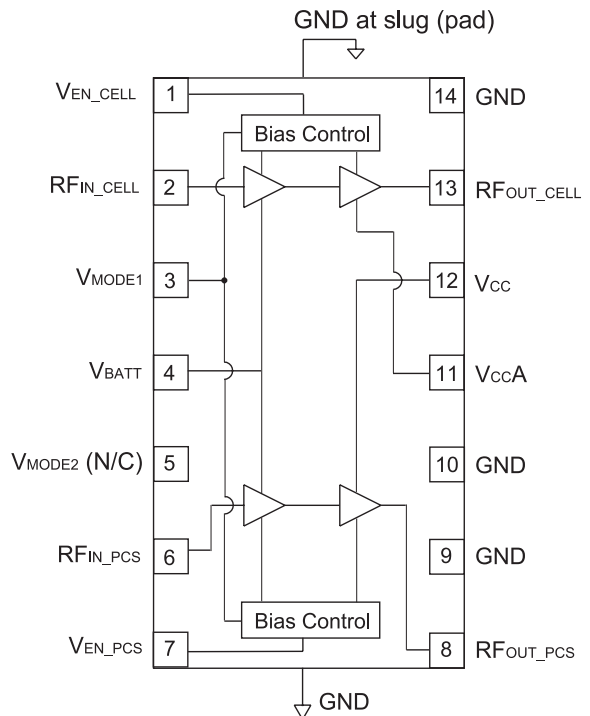 GND at slug (pad)
VEN_CELL 1 14 GND
Bias Control
RFIN_CELL 2 13 RFOUT_CELL
VMODE1 3 12 VCC
VBATT 4 11 VCCA
VMODE2 (N/C) 5 10 GND
RFIN_PCS 6 9 GND
Bias Control
VEN_PCS 7 8 RFOUT_PCS
GND